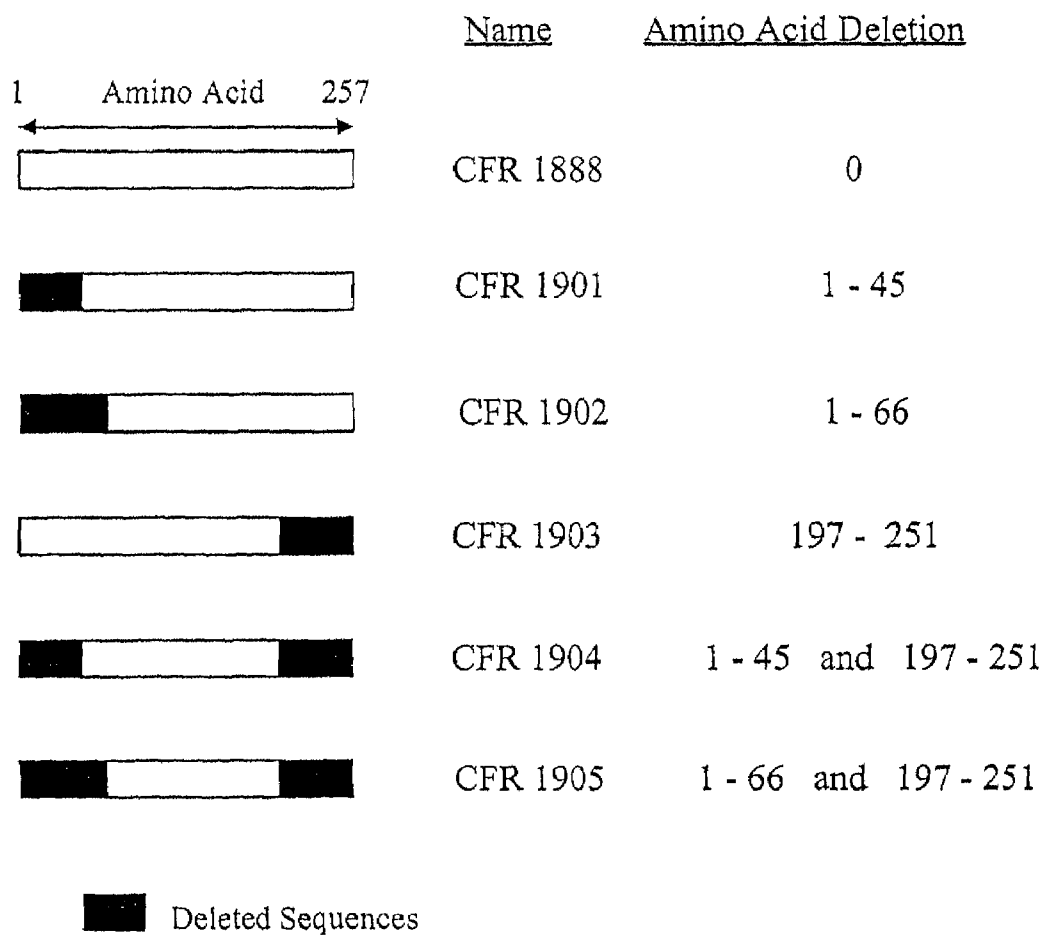 Name Amino Acid Deletion
1 Amino Acid 257
CFR 1888 0
CFR 1901 1 - 45
CFR 1902 1 - 66
CFR 1903 197 - 251
CFR 1904 1 - 45 and 197 - 251
CFR 1905 1 - 66 and 197 - 251
Deleted Sequences